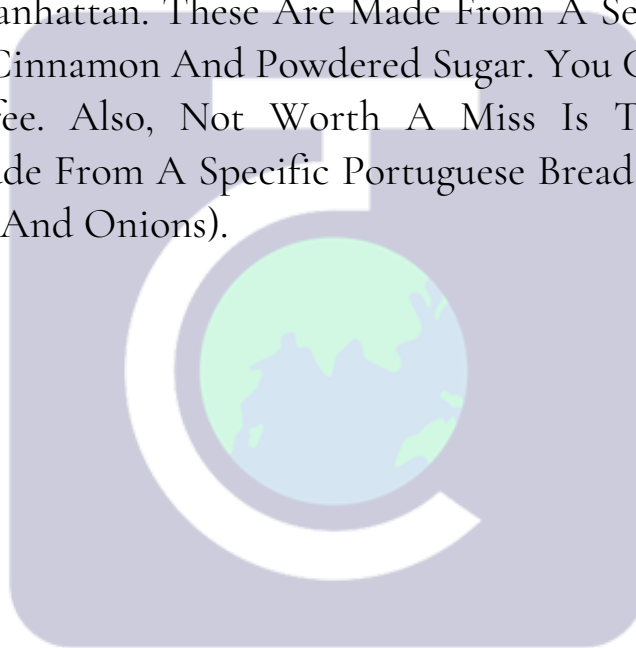 anhattan. These Are Made From A Se
Cinnamon And Powdered Sugar. You
fee. Also, Not Worth A Miss Is T
de From A Specific Portuguese Bread
And Onions).